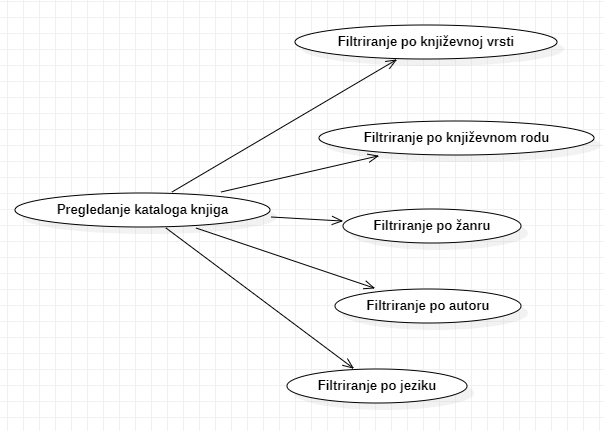 Filtriranje po književnoj vrsti
Filtriranje po književnom rodu
Pregledanje kataloga knjiga
Filtriranje po žanru
Filtriranje po autoru
Filtriranje po jeziku